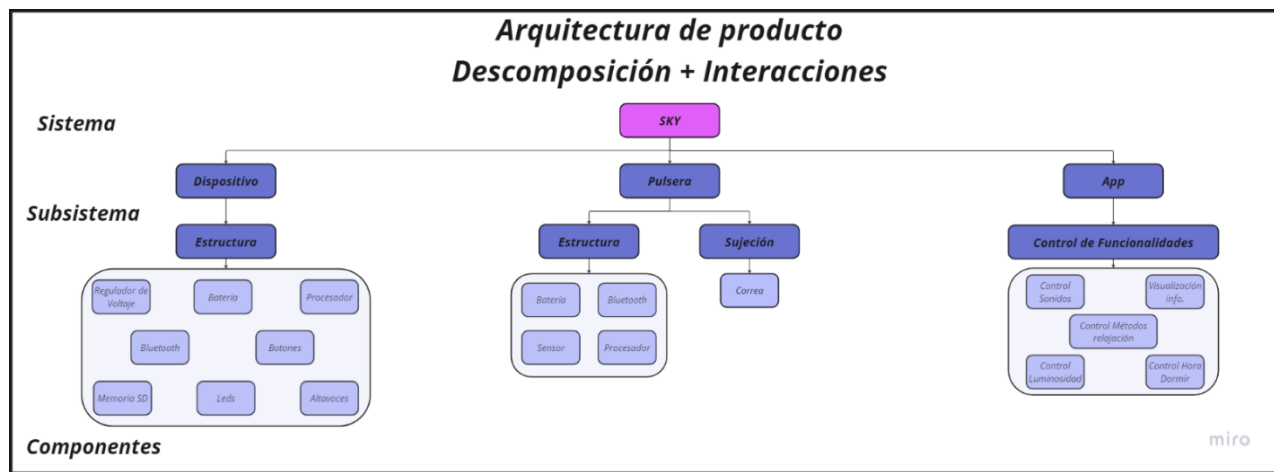 Arquitectura de producto
Descomposición + Interacciones
Sistema
SKY
Dispositivo
Pulsera
App
Subsistema
Estructura
Estructura
Sujeción
Control de Funcionalidades
Regulador de
Voltaje
Batería
Procesador
Bluetooth
Botones
Memoria SD
Leds
Altavoces
Batería
Bluetooth
Sensor
Procesador
Correa
Control
Sonidos
Visualización
info.
Control Métodos
relajación
Control
Luminosidad
Control Hora
Dormir
Componentes
miro